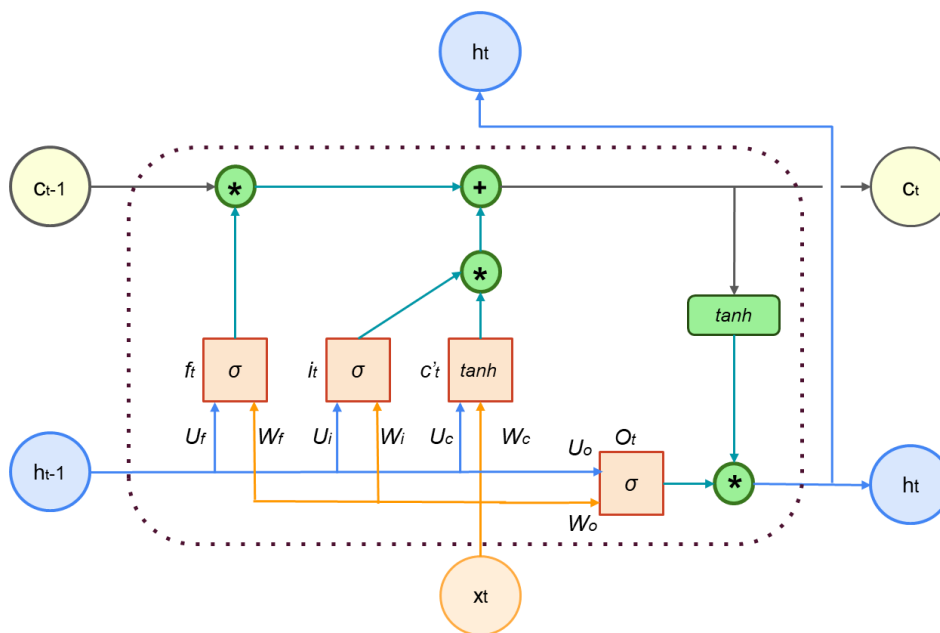 ht
ct-1
*
+
ct
*
tanh
ft
σ
it
σ
c't
tanh
Uf
Wf
Ui
Wi
Uc
Wc
Uo
Ot
ht-1
σ
*
ht
Wo
xt